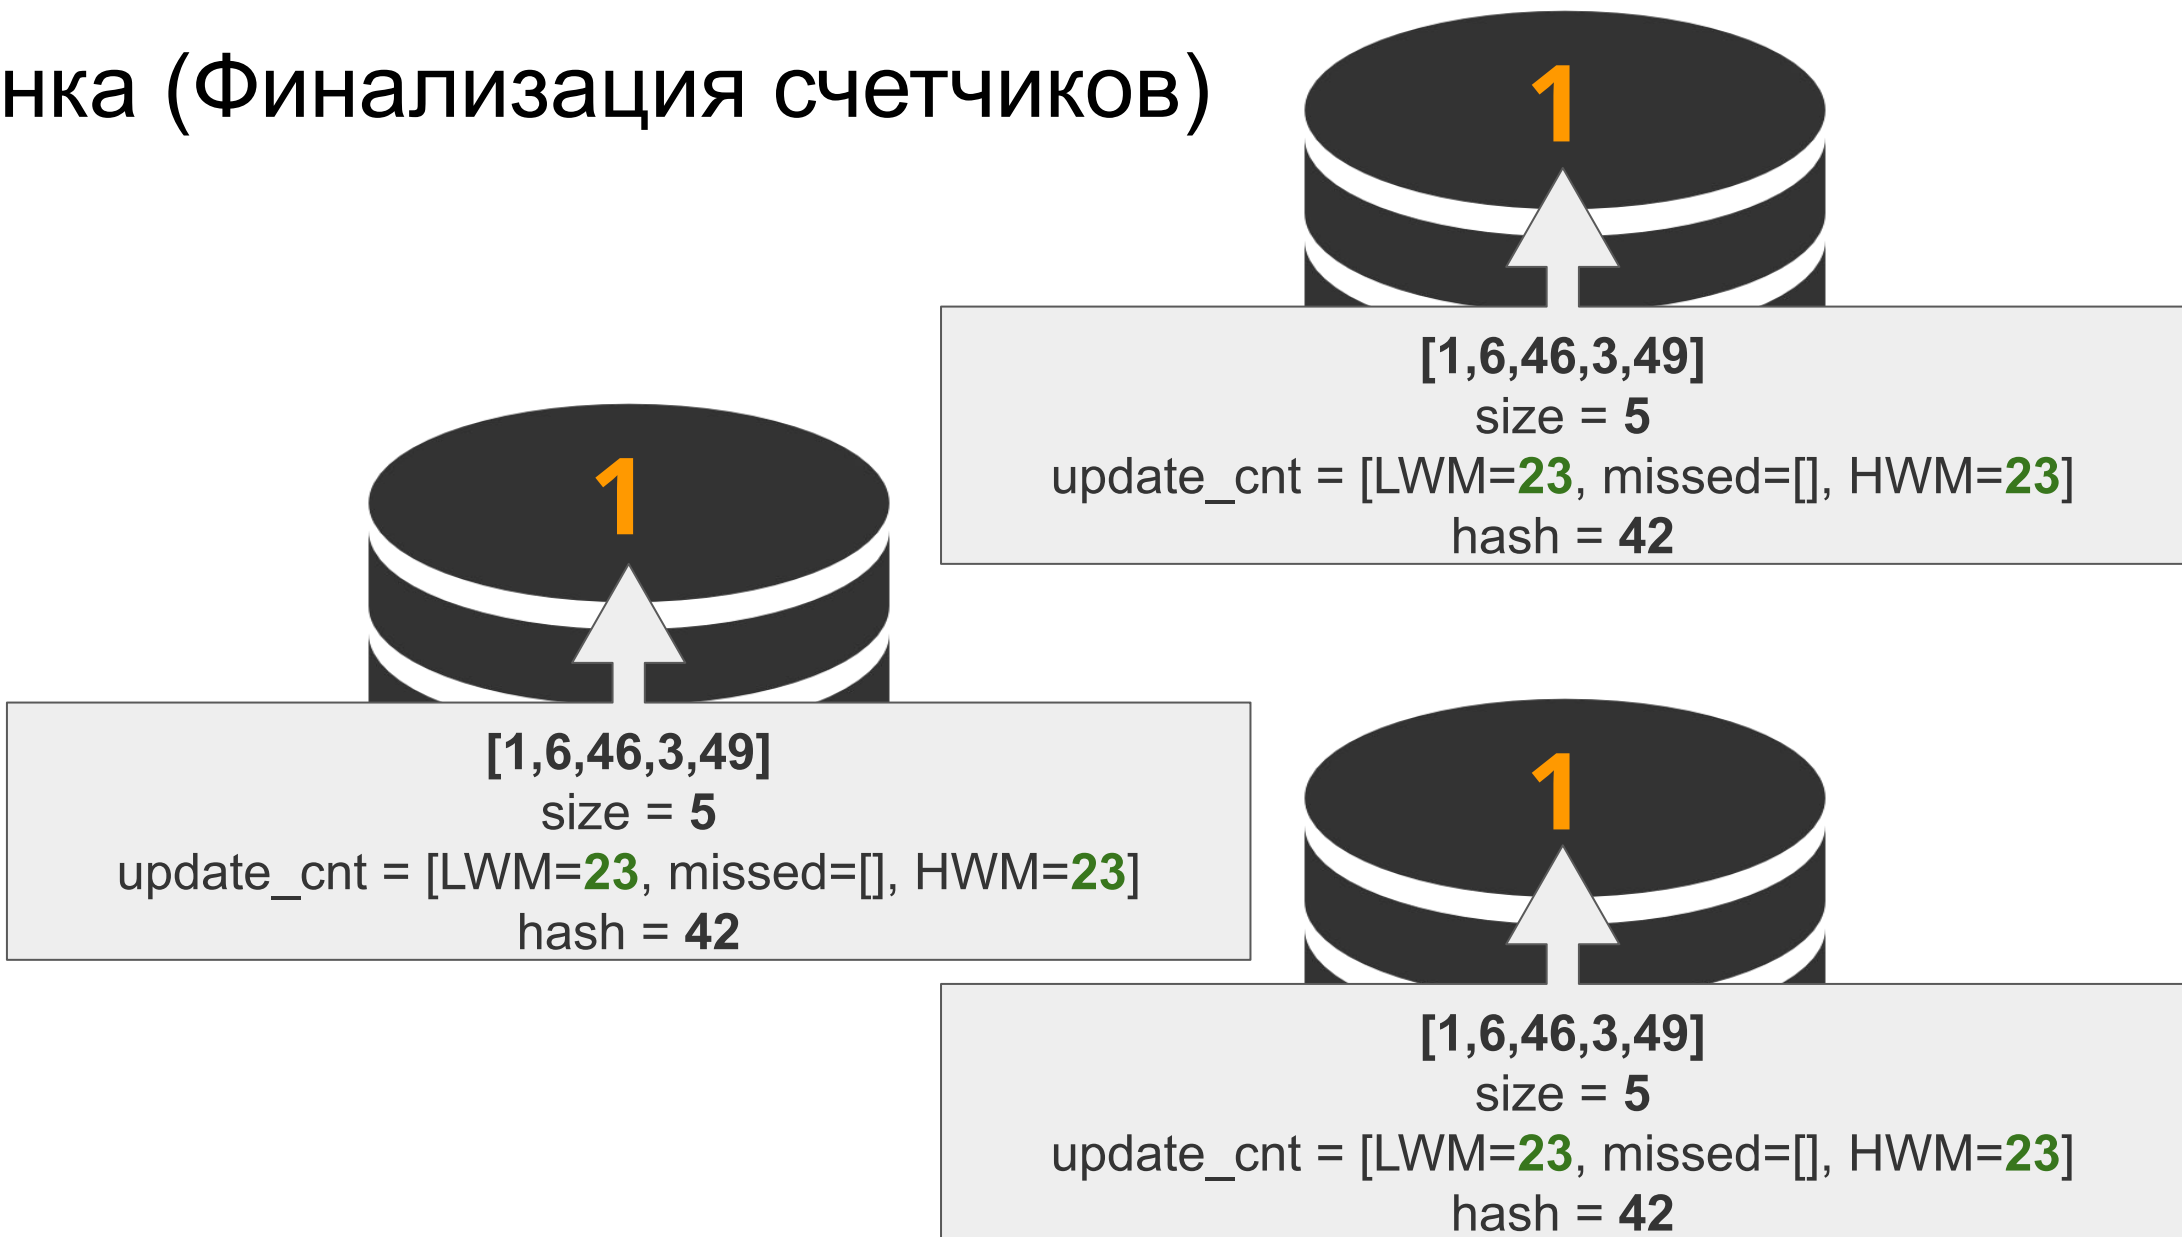 нка (Финализация счетчиков)
1
[1,6,46,3,49]
size = 5
update_cnt = [LWM=23, missed=[], HWM=23]
hash = 42
1
[1,6,46,3,49]
size = 5
update_cnt = [LWM=23, missed=[], HWM=23]
hash = 42
1
[1,6,46,3,49]
size = 5
update_cnt = [LWM=23, missed=[], HWM=23]
hash = 42